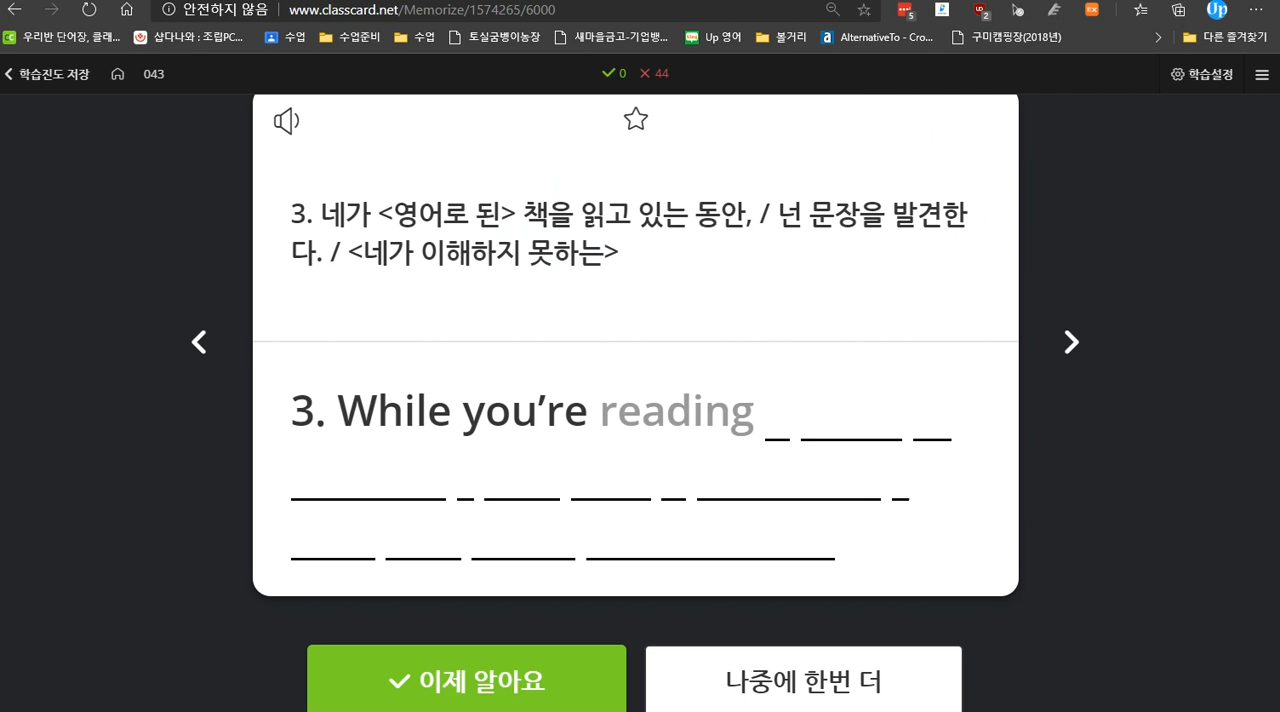 안전하지 않음 www.classcard.net/Memorize/1574265/6000
우리반 단어장, 클래... 샵다나와 : 조립PC... 수업 수업준비 수업 토실굼벵이농장 새마을금고-기업뱅... Up 영어 볼거리 AlternativeTo - Cro... 구미캠핑장(2018년) 다른 즐겨찾기
학습진도 저장 043 0 44 학습설정
3. 네가 <영어로 된> 책을 읽고 있는 동안, / 넌 문장을 발견한
다. / <네가 이해하지 못하는>
3. While you’re reading
이제 알아요 나중에 한번 더